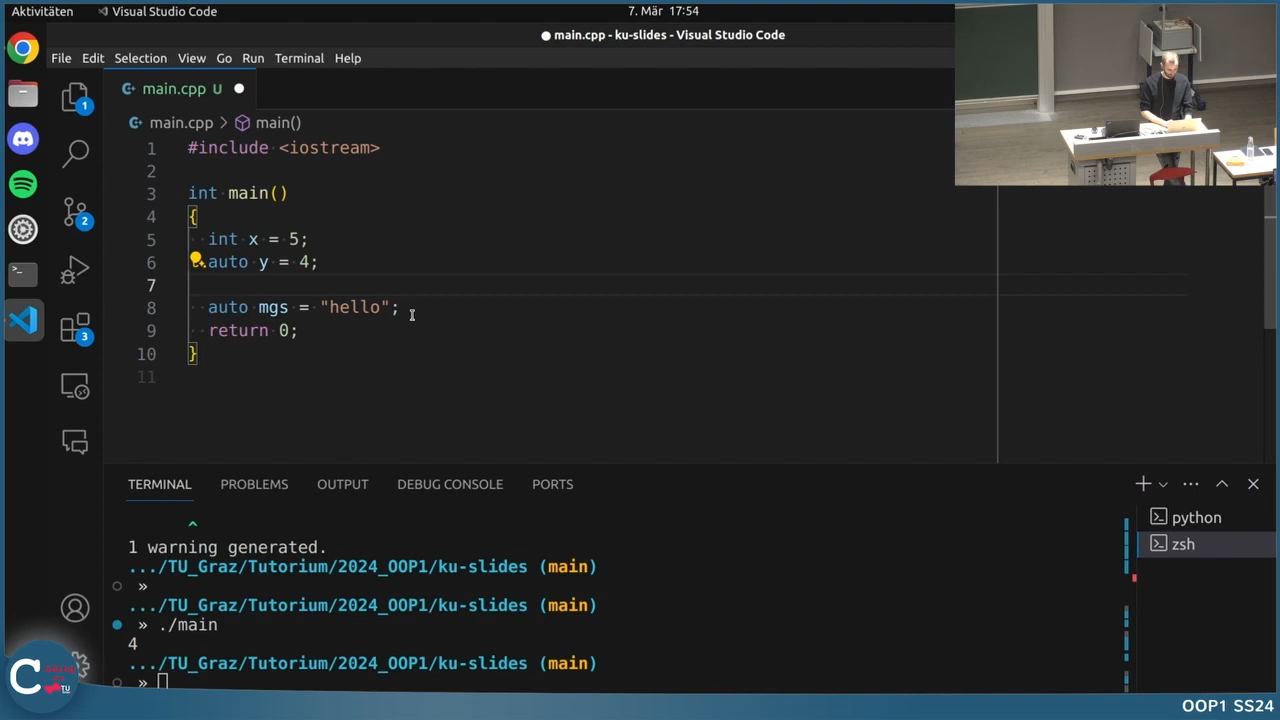 Aktivitäten
Visual Studio Code
7. Mär 17:54
● main.cpp - ku-slides - Visual Studio Code
File Edit Selection View Go Run Terminal Help
main.cpp U
1
main.cpp > main()
1 #include <iostream>
2
3 int main()
4 {
5 int x = 5;
6 auto y = 4;
7
8 auto mgs = "hello";
9 return 0;
10 }
11
2
3
TERMINAL PROBLEMS OUTPUT DEBUG CONSOLE PORTS
^
1 warning generated.
.../TU_Graz/Tutorium/2024_OOP1/ku-slides (main)
»
.../TU_Graz/Tutorium/2024_OOP1/ku-slides (main)
» ./main
4
.../TU_Graz/Tutorium/2024_OOP1/ku-slides (main)
»
python
zsh
OOP1 SS24